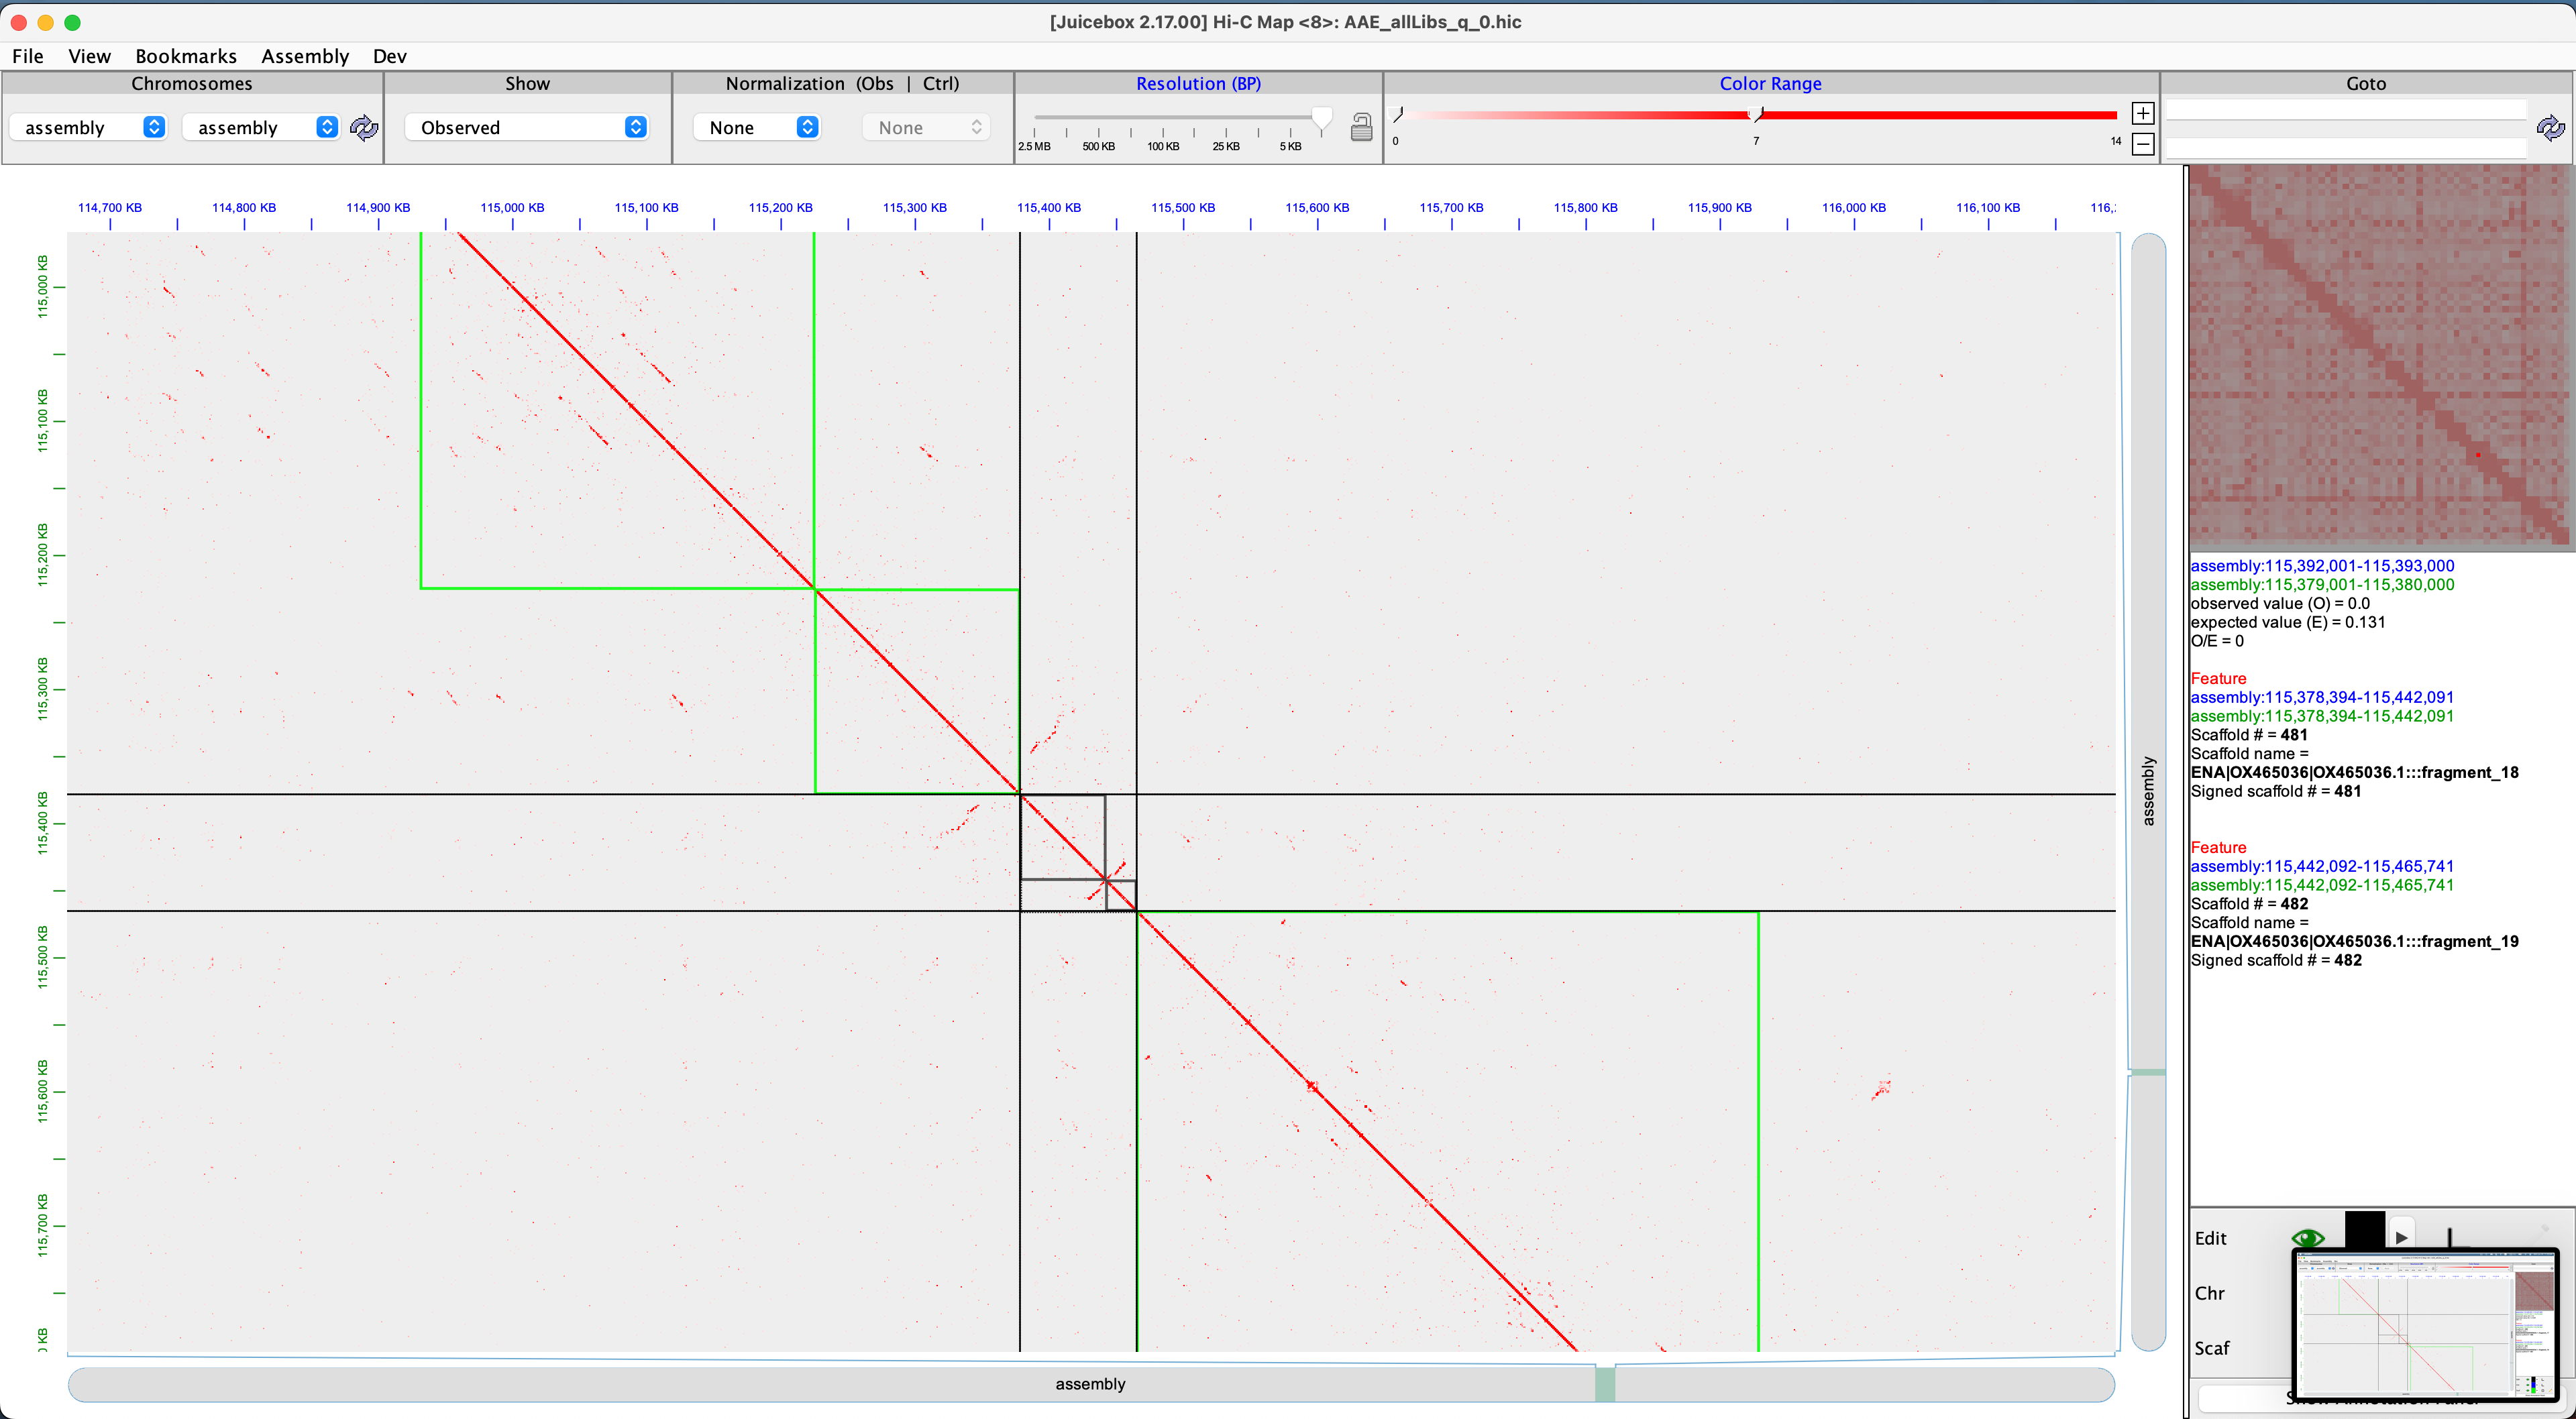 [Juicebox 2.17.00] Hi-C Map <8>: AAE_allLibs_q_0.hic
File View Bookmarks Assembly Dev
Chromosomes Show Normalization (Obs | Ctrl) Resolution (BP) Color Range Goto
assembly assembly Observed None None
2.5 MB 500 KB 100 KB 25 KB 5 KB
0 7 14
114,700 KB 114,800 KB 114,900 KB 115,000 KB 115,100 KB 115,200 KB 115,300 KB 115,400 KB 115,500 KB 115,600 KB 115,700 KB 115,800 KB 115,900 KB 116,000 KB 116,100 KB 116,
115,000 KB
115,100 KB
115,200 KB
115,300 KB
115,400 KB
115,500 KB
115,600 KB
115,700 KB
0 KB
assembly
assembly
assembly:115,392,001-115,393,000
assembly:115,379,001-115,380,000
observed value (O) = 0.0
expected value (E) = 0.131
O/E = 0
Feature
assembly:115,378,394-115,442,091
assembly:115,378,394-115,442,091
Scaffold # = 481
Scaffold name =
ENA|OX465036|OX465036.1:::fragment_18
Signed scaffold # = 481
Feature
assembly:115,442,092-115,465,741
assembly:115,442,092-115,465,741
Scaffold # = 482
Scaffold name =
ENA|OX465036|OX465036.1:::fragment_19
Signed scaffold # = 482
Edit
Chr
Scaf